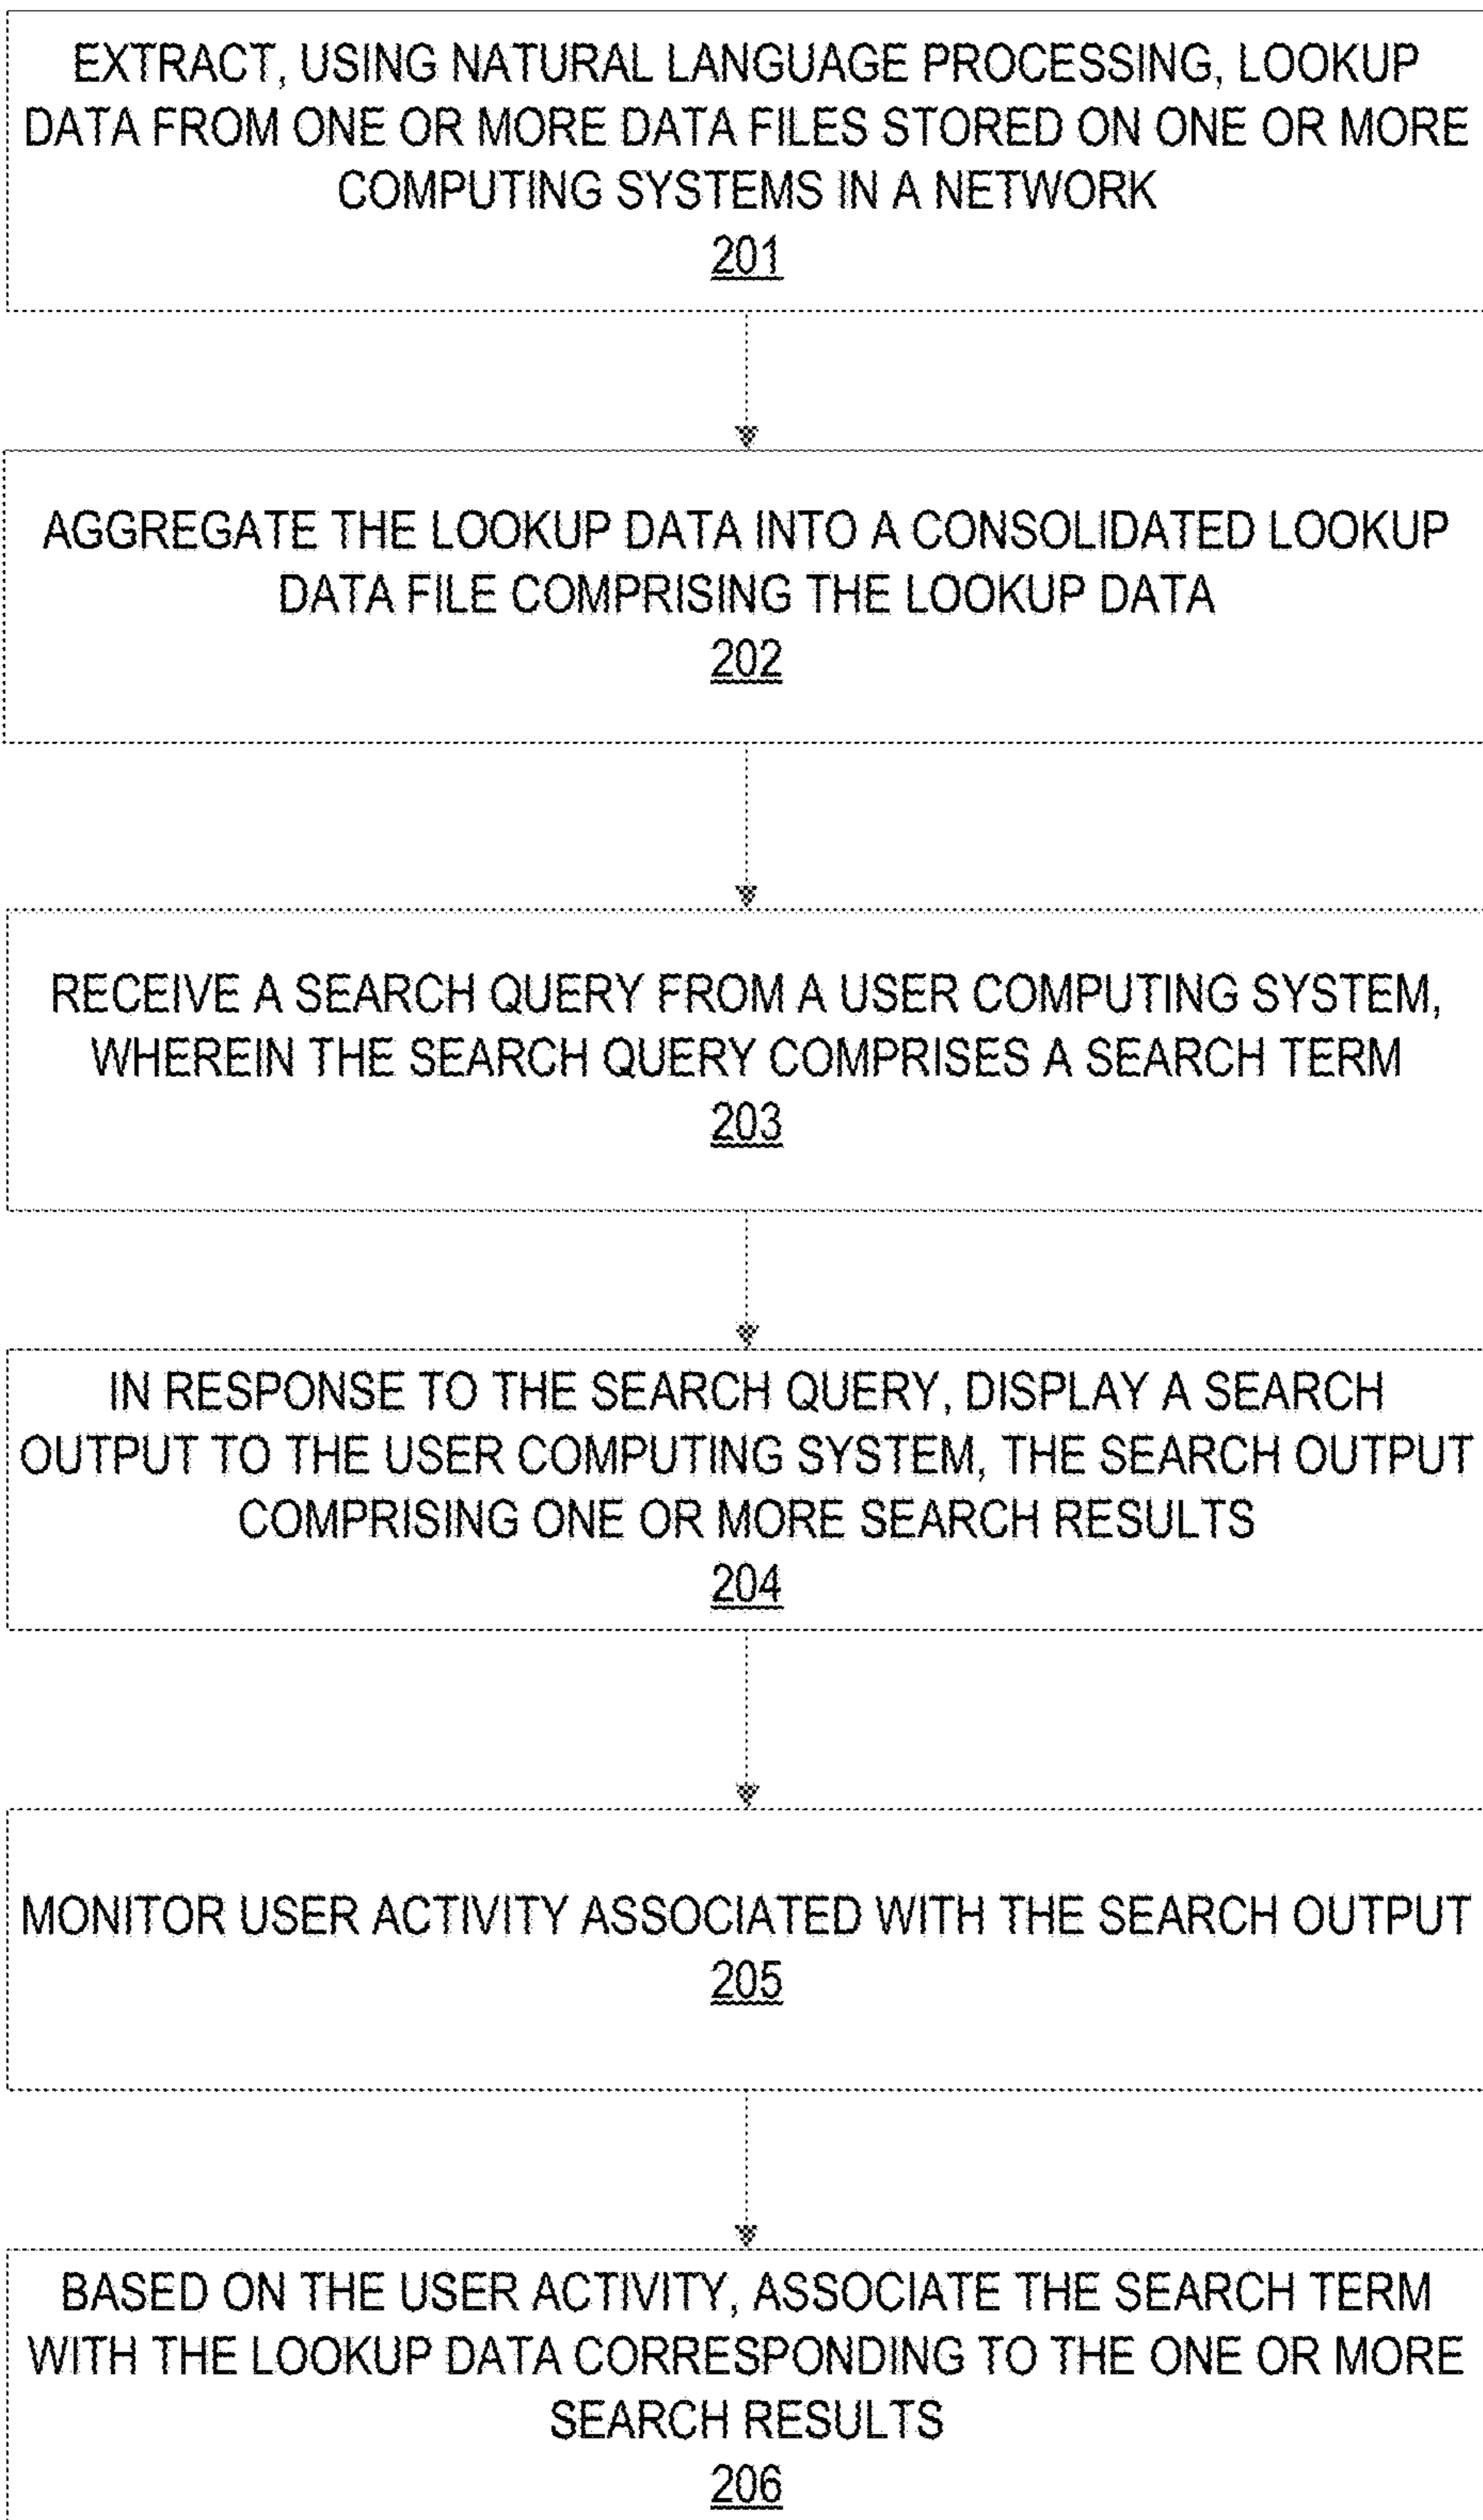 EXTRACT, USING NATURAL LANGUAGE PROCESSING, LOOKUP
DATA FROM ONE OR MORE DATA FILES STORED ON ONE OR MORE
COMPUTING SYSTEMS IN A NETWORK
201
AGGREGATE THE LOOKUP DATA INTO A CONSOLIDATED LOOKUP
DATA FILE COMPRISING THE LOOKUP DATA
202
RECEIVE A SEARCH QUERY FROM A USER COMPUTING SYSTEM,
WHEREIN THE SEARCH QUERY COMPRISES A SEARCH TERM
203
IN RESPONSE TO THE SEARCH QUERY, DISPLAY A SEARCH
OUTPUT TO THE USER COMPUTING SYSTEM, THE SEARCH OUTPUT
COMPRISING ONE OR MORE SEARCH RESULTS
204
MONITOR USER ACTIVITY ASSOCIATED WITH THE SEARCH OUTPUT
205
BASED ON THE USER ACTIVITY, ASSOCIATE THE SEARCH TERM
WITH THE LOOKUP DATA CORRESPONDING TO THE ONE OR MORE
SEARCH RESULTS
206